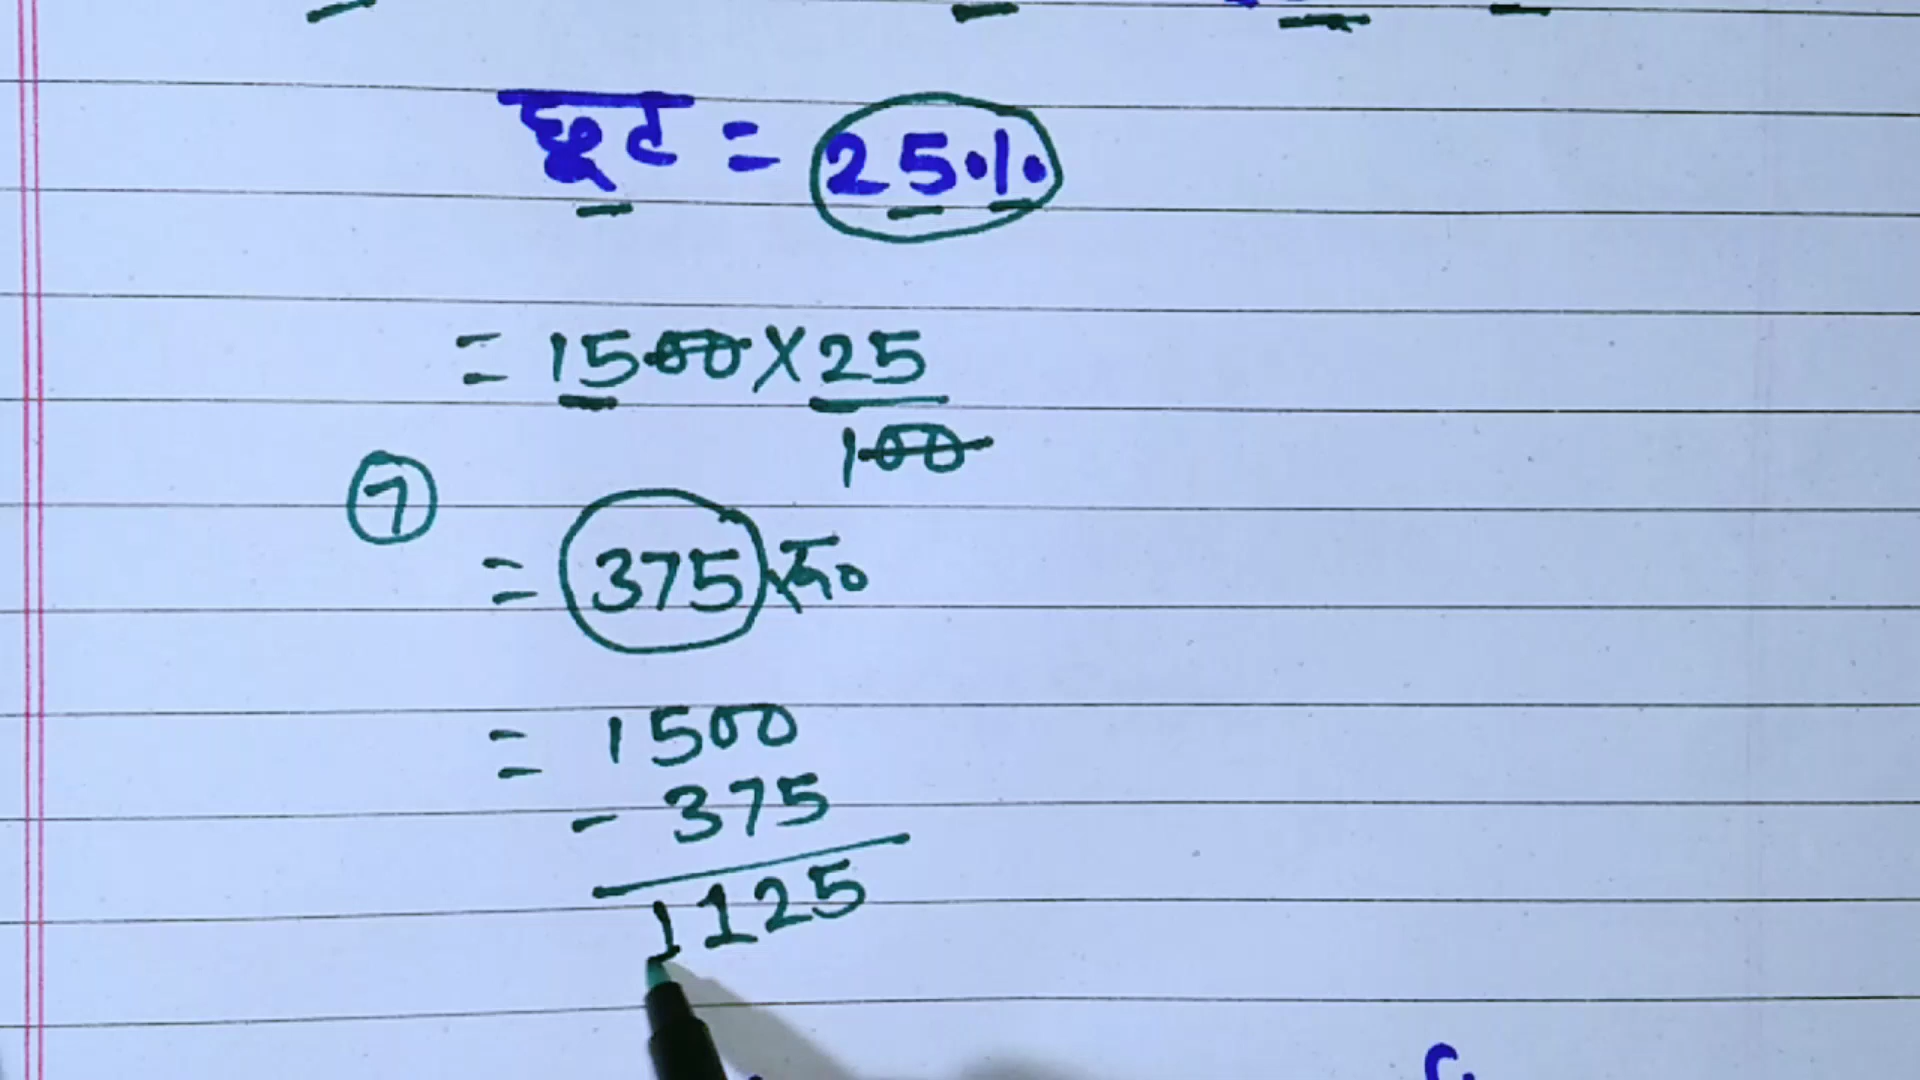 छूट = 25%
= 1500 × 25
100
7
= 375 रू०
= 1500
- 375
1125